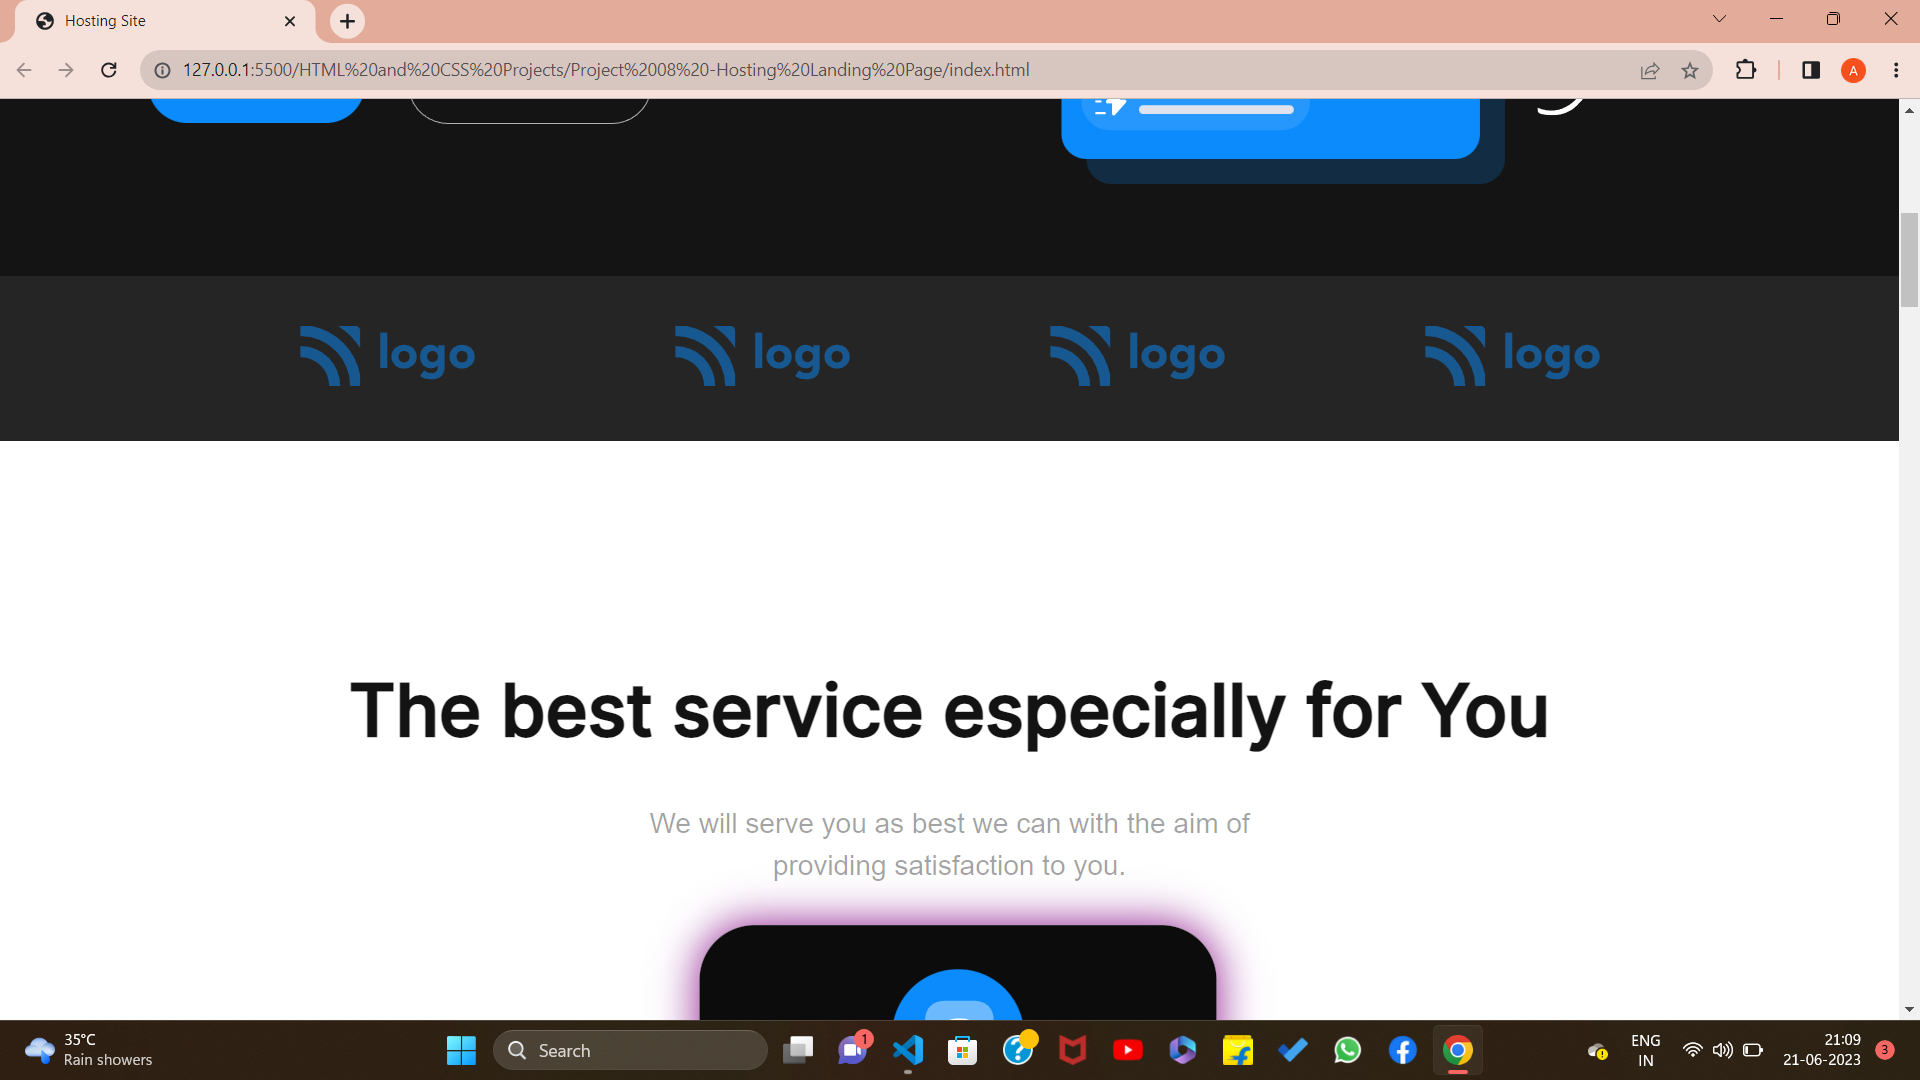 Hosting Site
127.0.0.1:5500/HTML%20and%20CSS%20Projects/Project%2008%20-Hosting%20Landing%20Page/index.html
A
logo logo logo logo
The best service especially for You
We will serve you as best we can with the aim of
providing satisfaction to you.
35°C
Rain showers
Search
1
ENG
IN
21:09
21-06-2023
3